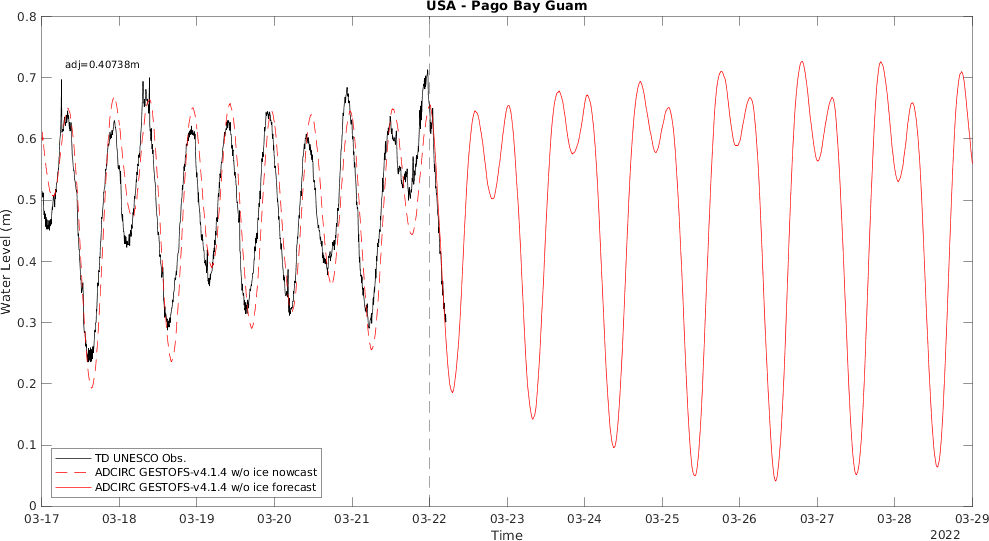 USA - Pago Bay Guam
adj=0.40738m
Water Level (m)
0.8
0.7
0.6
0.5
0.4
0.3
0.2
0.1
0
TD UNESCO Obs.
ADCIRC GESTOFS-v4.1.4 w/o ice nowcast
ADCIRC GESTOFS-v4.1.4 w/o ice forecast
03-17 03-18 03-19 03-20 03-21 03-22 03-23 03-24 03-25 03-26 03-27 03-28 03-29
Time
2022